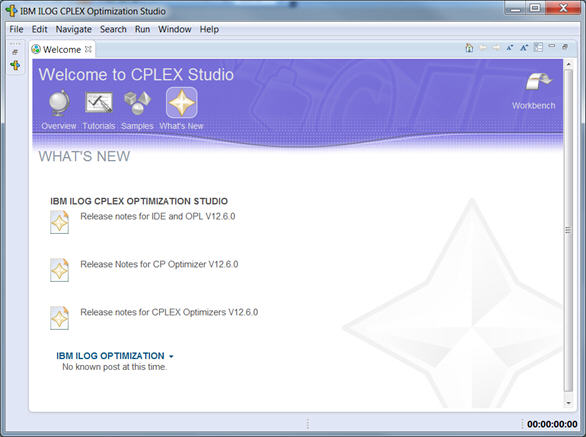 IBM ILOG CPLEX Optimization Studio
File Edit Navigate Search Run Window Help
Welcome
Welcome to CPLEX Studio
Overview Tutorials Samples What's New
Workbench
WHAT'S NEW
IBM ILOG CPLEX OPTIMIZATION STUDIO
Release notes for IDE and OPL V12.6.0
Release Notes for CP Optimizer V12.6.0
Release notes for CPLEX Optimizers V12.6.0
IBM ILOG OPTIMIZATION
No known post at this time.
00:00:00:00